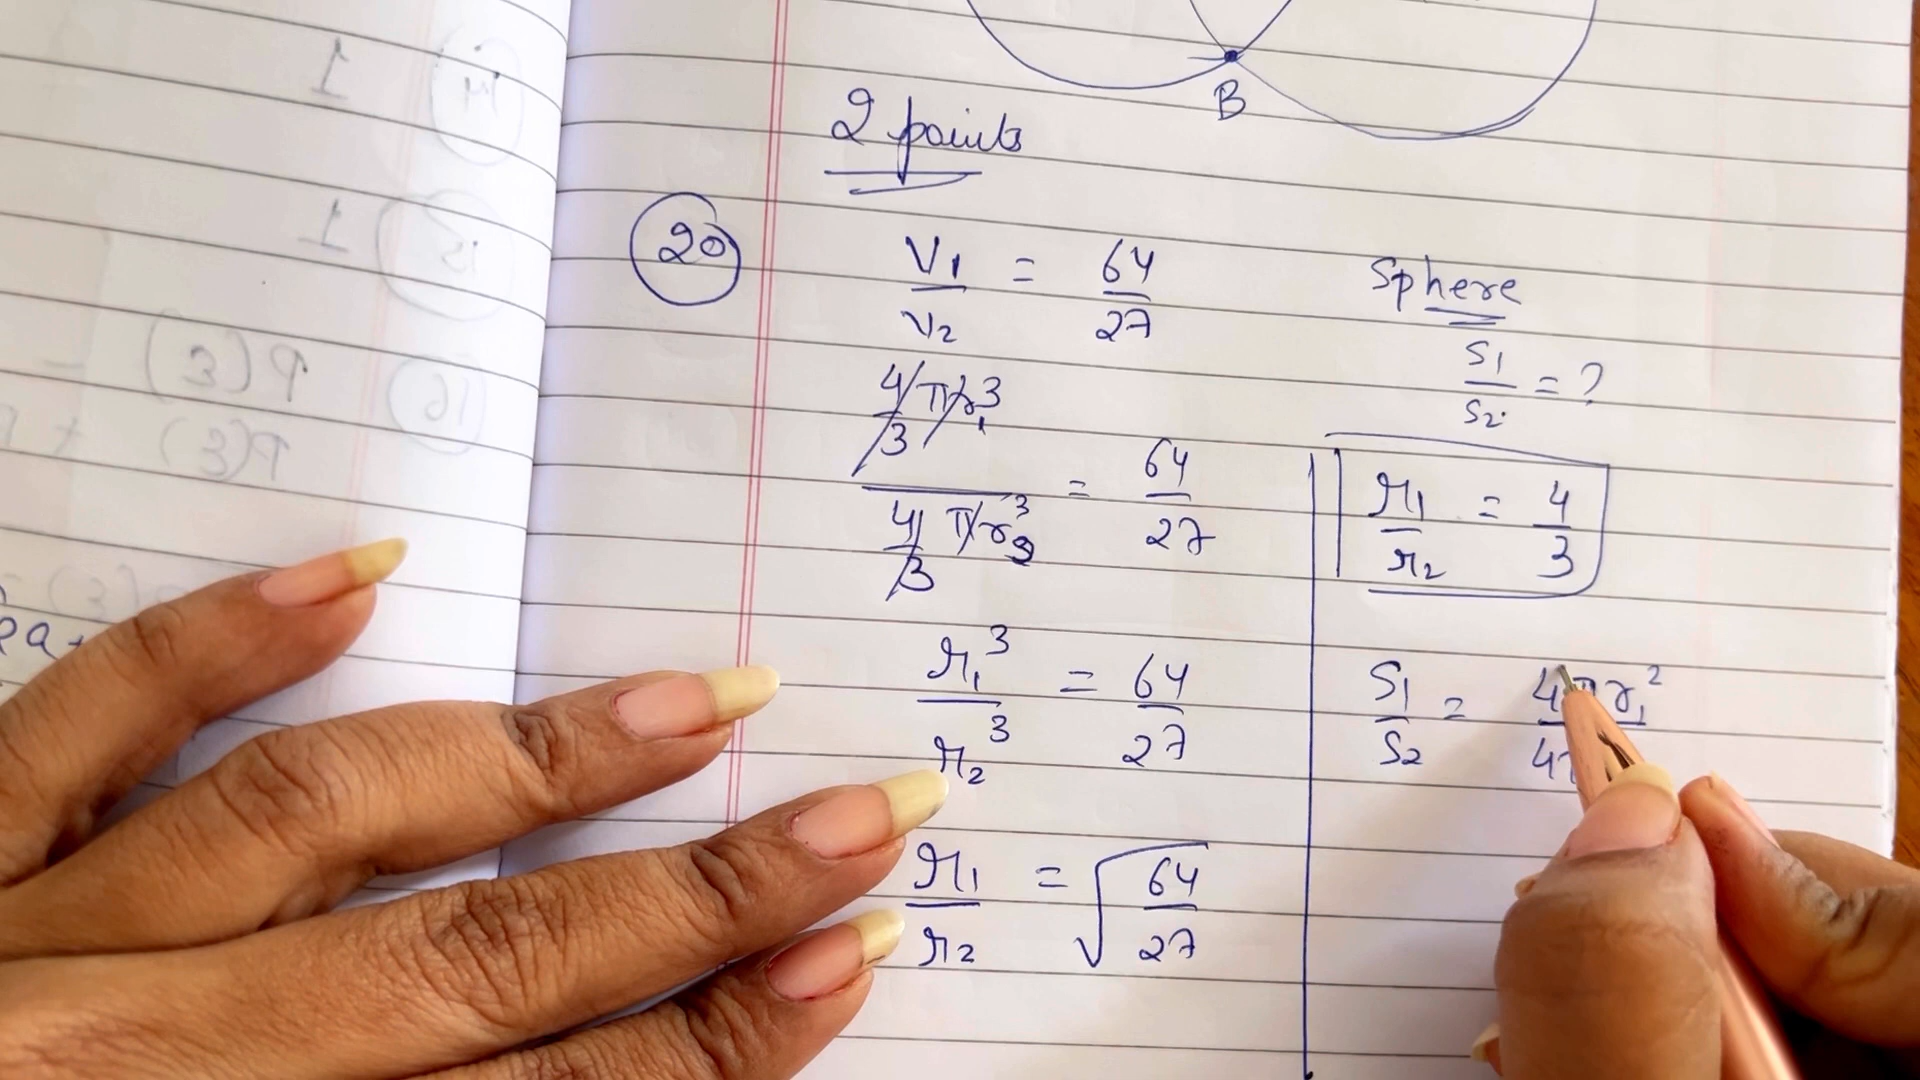 B
2 points
20
V1/V2 = 64/27
Sphere
S1/S2 = ?
4/3 πr1³ / 4/3 πr2³ = 64/27
r1/r2 = 4/3
r1³/r2³ = 64/27
S1/S2 = 4πr1²/4
r1/r2 = √64/27